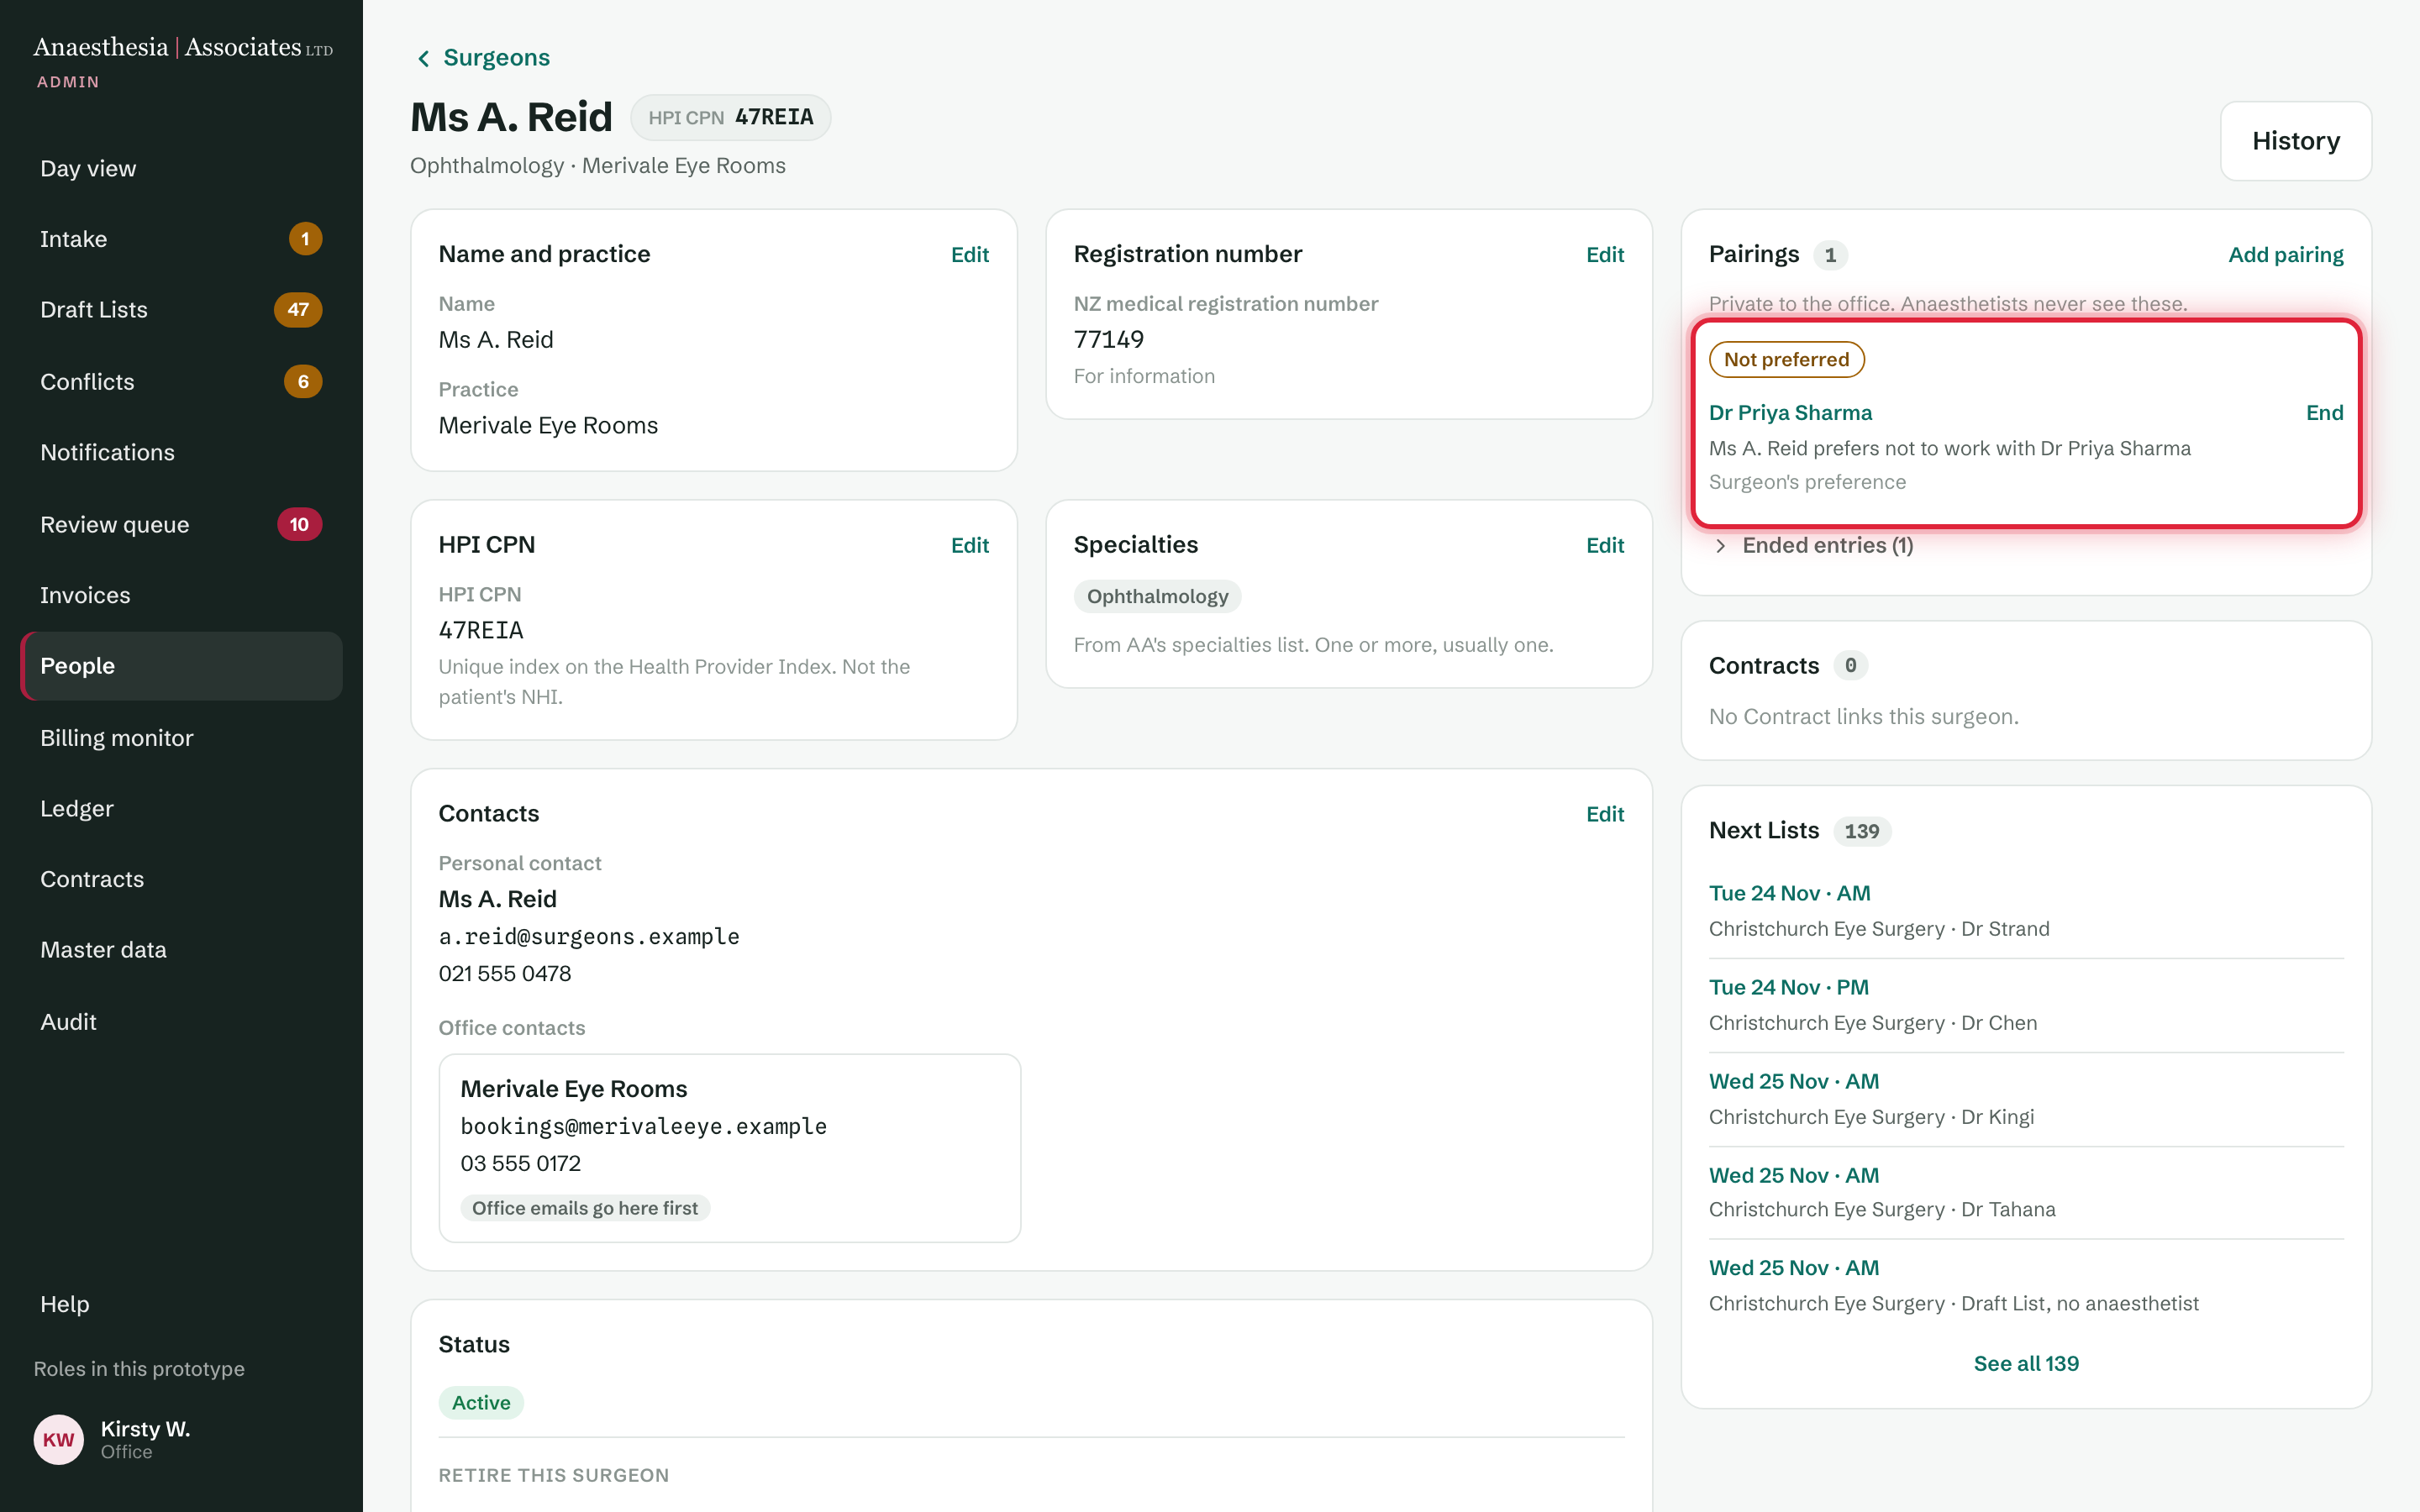 Anaesthesia | Associates LTD
ADMIN
Day view
Intake 1
Draft Lists 47
Conflicts 6
Notifications
Review queue 10
Invoices
People
Billing monitor
Ledger
Contracts
Master data
Audit
Help
Roles in this prototype
KW
Kirsty W.
Office
Surgeons
Ms A. Reid HPI CPN 47REIA
Ophthalmology · Merivale Eye Rooms
History
Name and practice Edit
Name
Ms A. Reid
Practice
Merivale Eye Rooms
Registration number Edit
NZ medical registration number
77149
For information
HPI CPN Edit
HPI CPN
47REIA
Unique index on the Health Provider Index. Not the
patient's NHI.
Specialties Edit
Ophthalmology
From AA's specialties list. One or more, usually one.
Contacts Edit
Personal contact
Ms A. Reid
a.reid@surgeons.example
021 555 0478
Office contacts
Merivale Eye Rooms
bookings@merivaleeye.example
03 555 0172
Office emails go here first
Status
Active
RETIRE THIS SURGEON
Pairings 1 Add pairing
Private to the office. Anaesthetists never see these.
Not preferred
Dr Priya Sharma End
Ms A. Reid prefers not to work with Dr Priya Sharma
Surgeon's preference
Ended entries (1)
Contracts 0
No Contract links this surgeon.
Next Lists 139
Tue 24 Nov · AM
Christchurch Eye Surgery · Dr Strand
Tue 24 Nov · PM
Christchurch Eye Surgery · Dr Chen
Wed 25 Nov · AM
Christchurch Eye Surgery · Dr Kingi
Wed 25 Nov · AM
Christchurch Eye Surgery · Dr Tahana
Wed 25 Nov · AM
Christchurch Eye Surgery · Draft List, no anaesthetist
See all 139